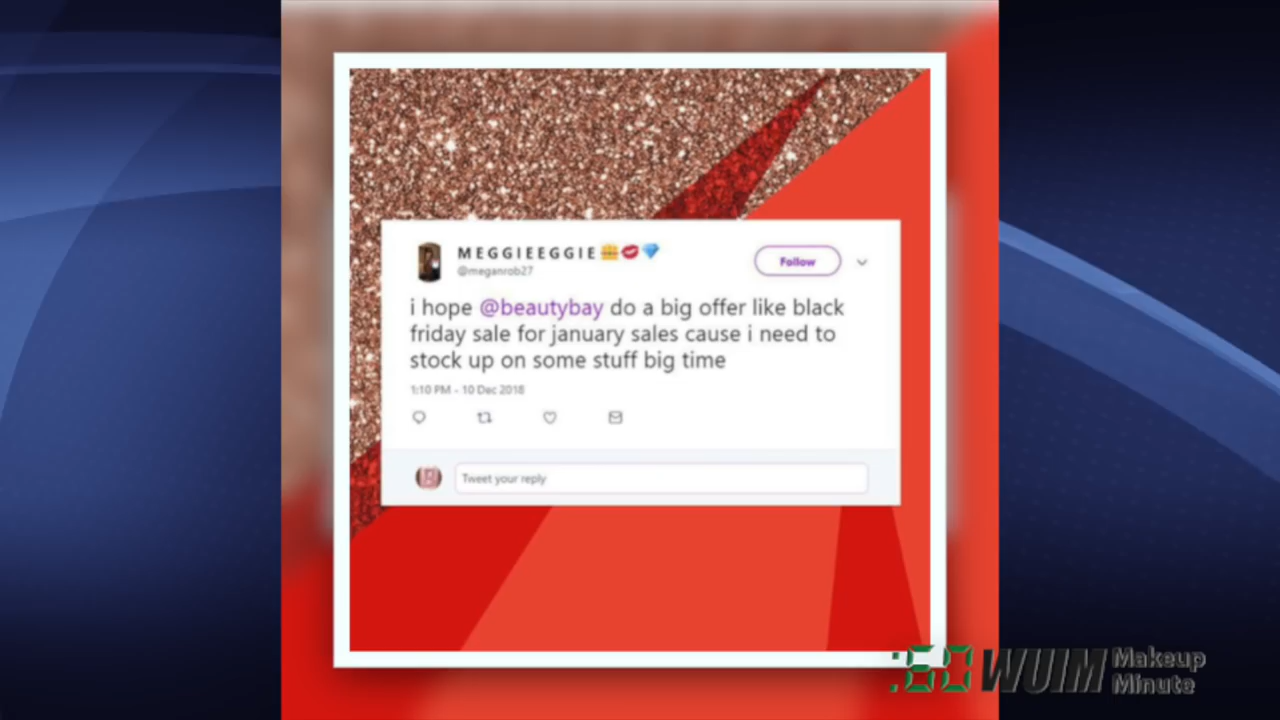 MEGGIEEGGIE
@meganrob27
Follow
i hope @beautybay do a big offer like black
friday sale for january sales cause i need to
stock up on some stuff big time
1:10 PM - 10 Dec 2018
Tweet your reply
:60 WUIM Makeup
Minute